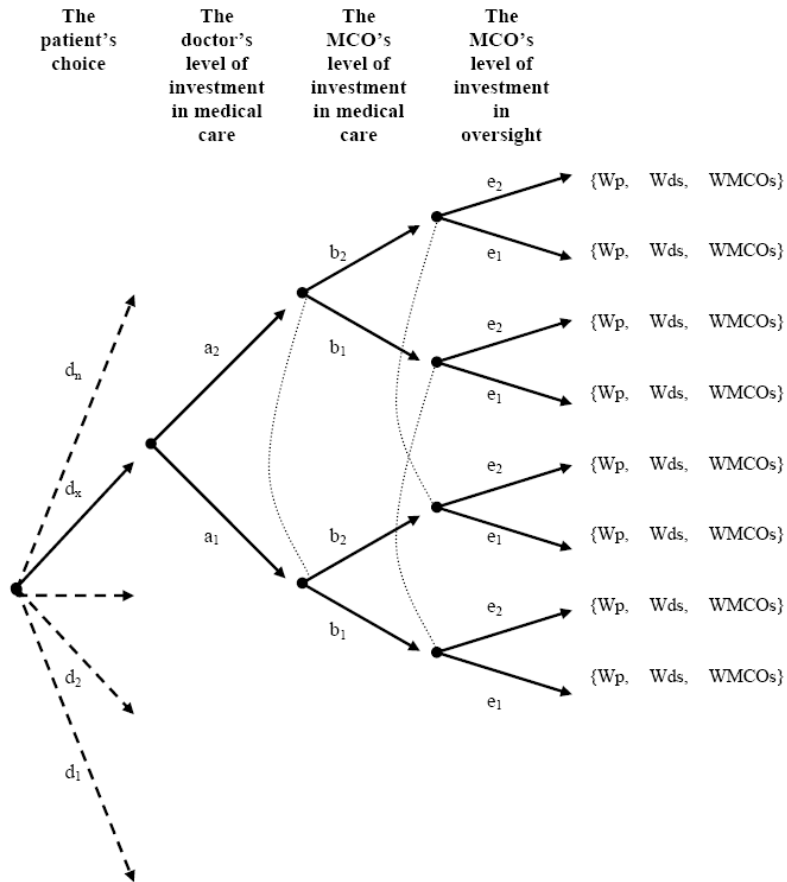 The patient's choice
The doctor's level of investment in medical care
The MCO's level of investment in medical care
The MCO's level of investment in oversight
e₂ {Wp, Wds, WMCOs}
b₂
e₁ {Wp, Wds, WMCOs}
e₂ {Wp, Wds, WMCOs}
a₂
b₁
dₙ
e₁ {Wp, Wds, WMCOs}
e₂ {Wp, Wds, WMCOs}
dₓ
a₁
b₂
e₁ {Wp, Wds, WMCOs}
e₂ {Wp, Wds, WMCOs}
b₁
d₂
e₁ {Wp, Wds, WMCOs}
d₁